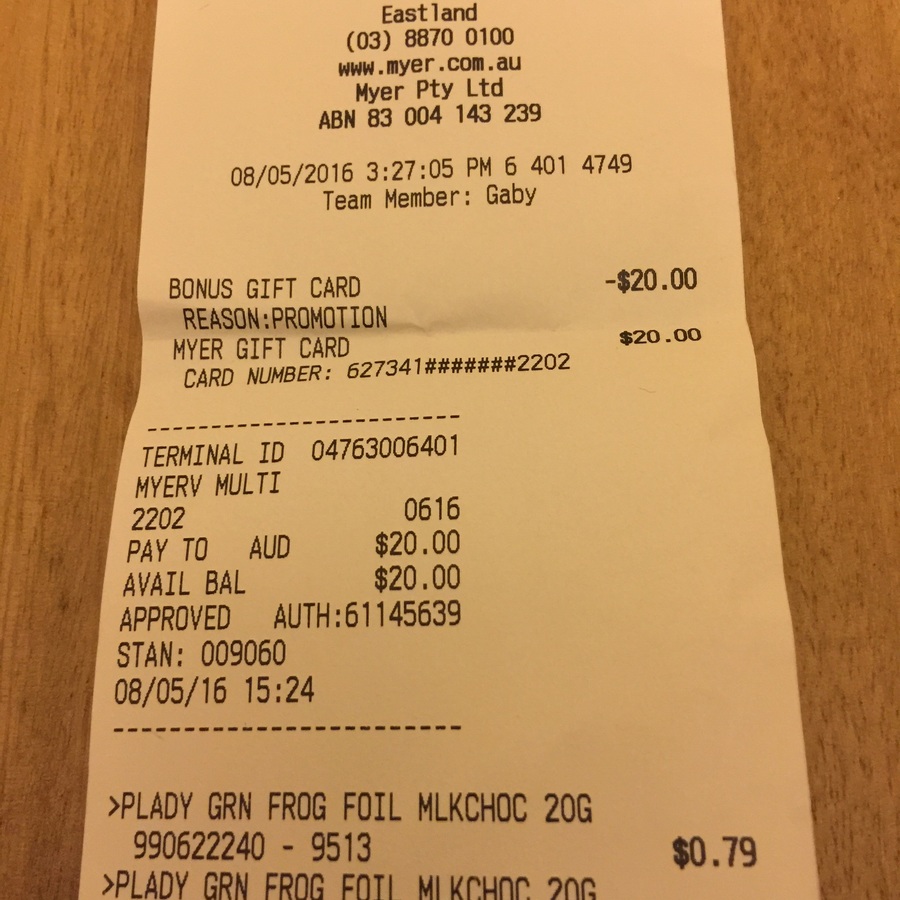 Eastland
(03) 8870 0100
www.myer.com.au
Myer Pty Ltd
ABN 83 004 143 239
08/05/2016 3:27:05 PM 6 401 4749
Team Member: Gaby
BONUS GIFT CARD -$20.00
REASON:PROMOTION
MYER GIFT CARD $20.00
CARD NUMBER: 627341#######2202
------------------------
TERMINAL ID 04763006401
MYERV MULTI
2202 0616
PAY TO AUD $20.00
AVAIL BAL $20.00
APPROVED AUTH:61145639
STAN: 009060
08/05/16 15:24
------------------------
>PLADY GRN FROG FOIL MLKCHOC 20G
990622240 - 9513 $0.79
>PLADY GRN FROG FOIL MLKCHOC 20G